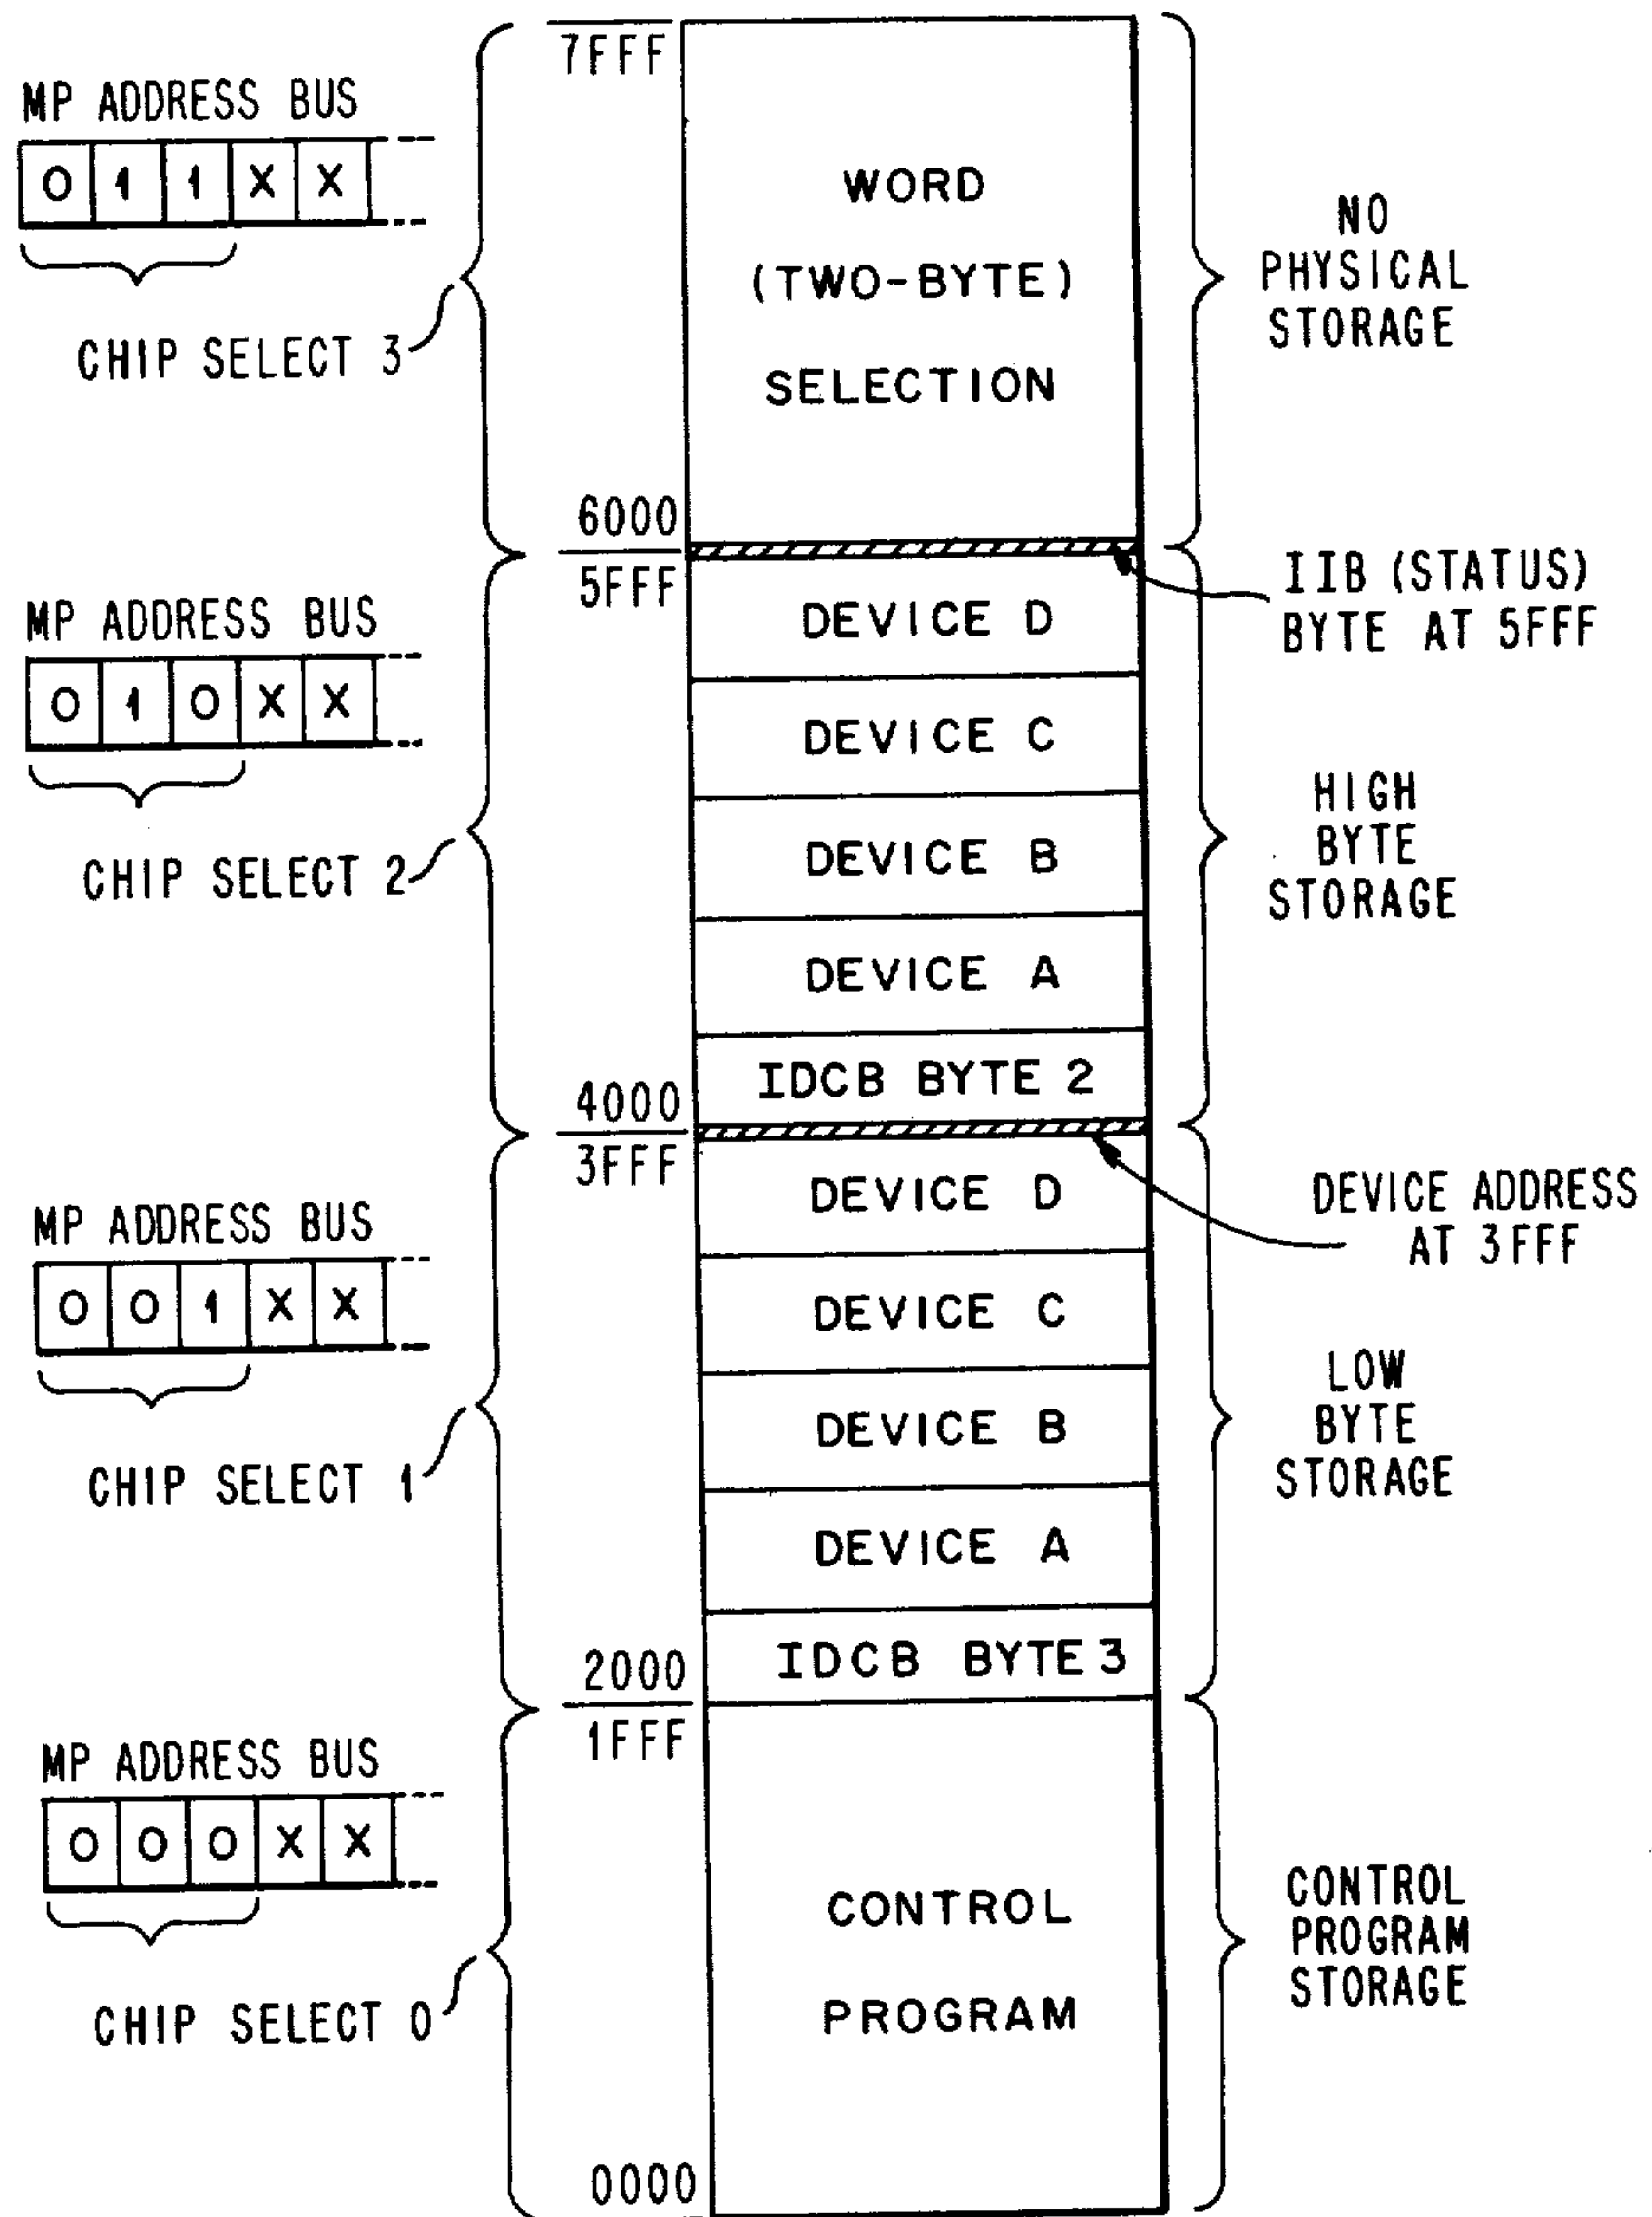 7FFF
MP ADDRESS BUS
0 1 1 X X
CHIP SELECT 3
WORD
(TWO-BYTE)
SELECTION
NO
PHYSICAL
STORAGE
6000
5FFF
IIB (STATUS)
BYTE AT 5FFF
MP ADDRESS BUS
0 1 0 X X
CHIP SELECT 2
DEVICE D
DEVICE C
DEVICE B
DEVICE A
IDCB BYTE 2
HIGH
BYTE
STORAGE
4000
3FFF
DEVICE ADDRESS
AT 3FFF
MP ADDRESS BUS
0 0 1 X X
CHIP SELECT 1
DEVICE D
DEVICE C
DEVICE B
DEVICE A
IDCB BYTE 3
LOW
BYTE
STORAGE
2000
1FFF
MP ADDRESS BUS
0 0 0 X X
CHIP SELECT 0
CONTROL
PROGRAM
CONTROL
PROGRAM
STORAGE
0000